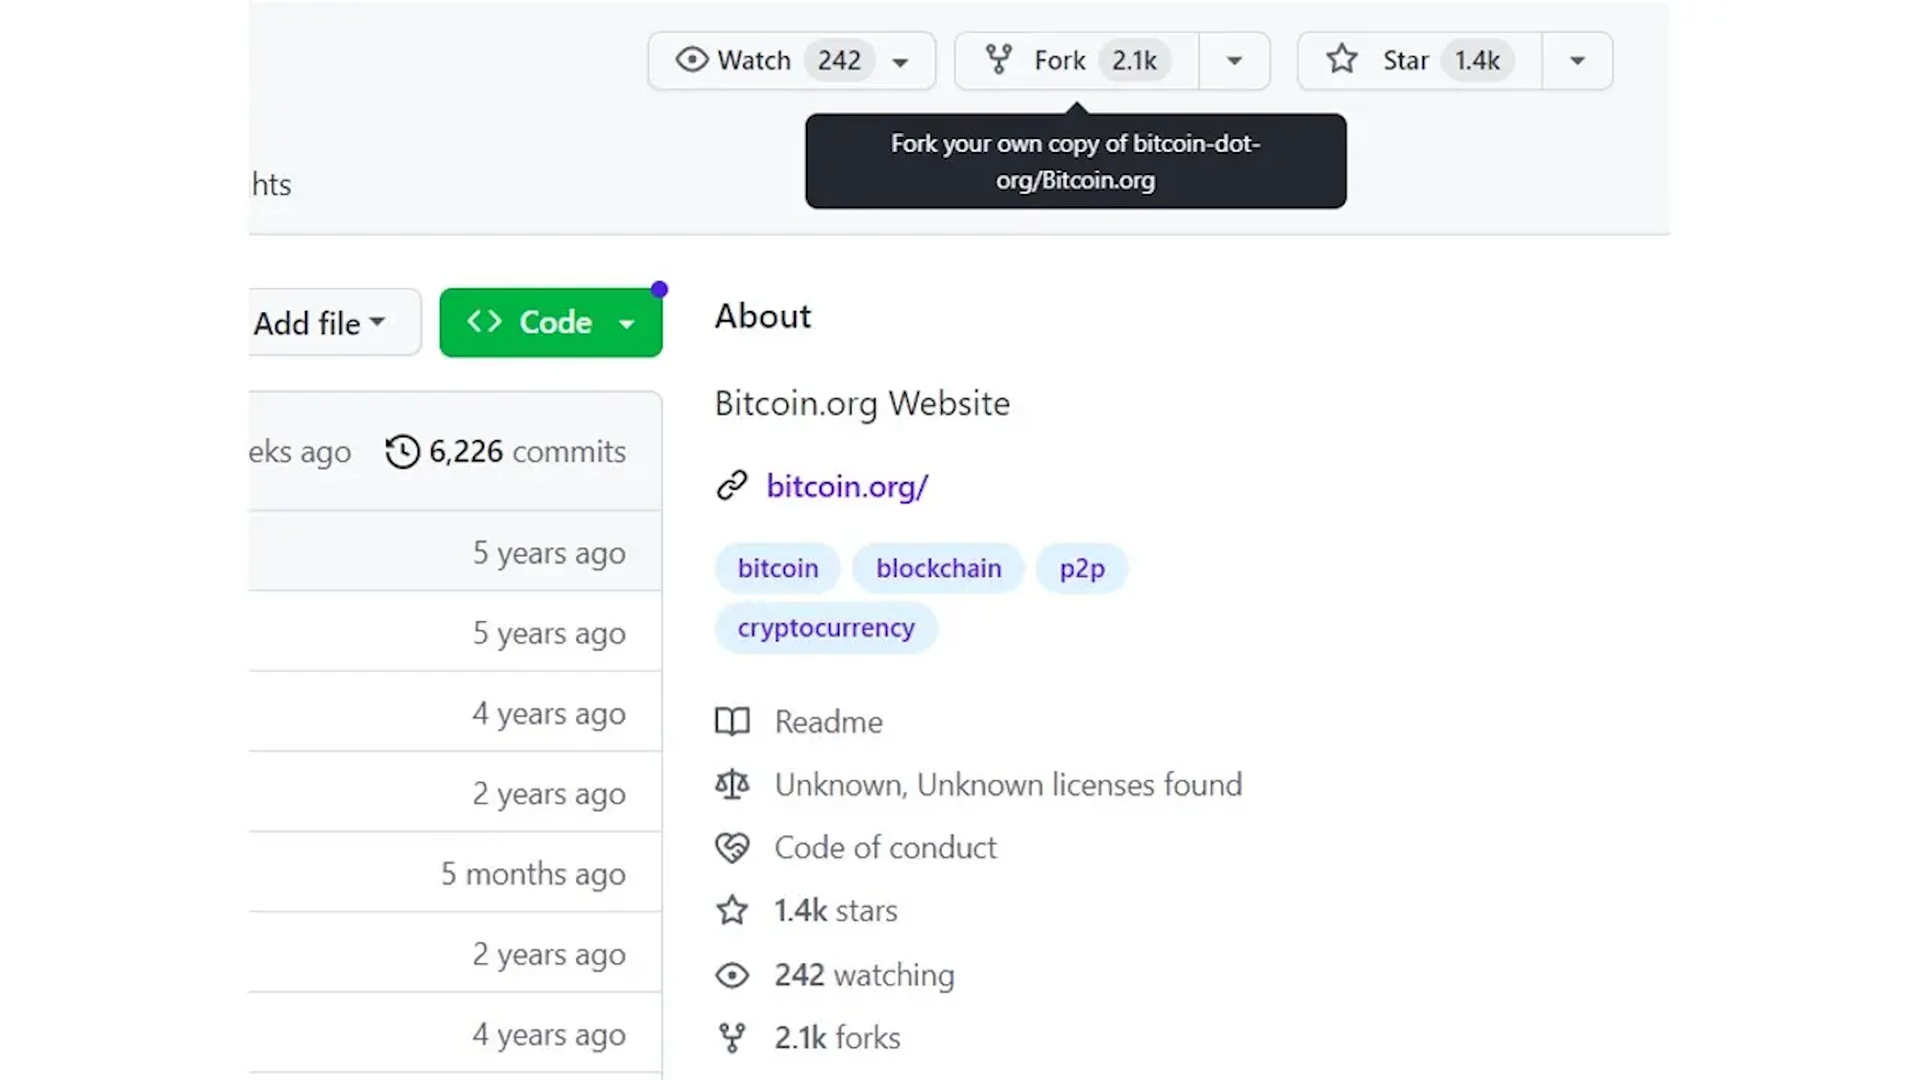 Watch 242 Fork 2.1k Star 1.4k
Fork your own copy of bitcoin-dot-
org/Bitcoin.org
hts
Add file Code
eks ago 6,226 commits
5 years ago
5 years ago
4 years ago
2 years ago
5 months ago
2 years ago
4 years ago
About
Bitcoin.org Website
bitcoin.org/
bitcoin blockchain p2p
cryptocurrency
Readme
Unknown, Unknown licenses found
Code of conduct
1.4k stars
242 watching
2.1k forks